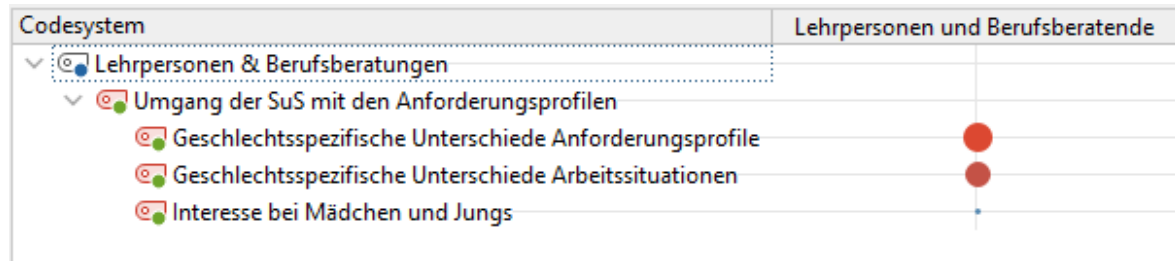 Codesystem Lehrpersonen und Berufsberatende
Lehrpersonen & Berufsberatungen
Umgang der SuS mit den Anforderungsprofilen
Geschlechtsspezifische Unterschiede Anforderungsprofile
Geschlechtsspezifische Unterschiede Arbeitssituationen
Interesse bei Mädchen und Jungs